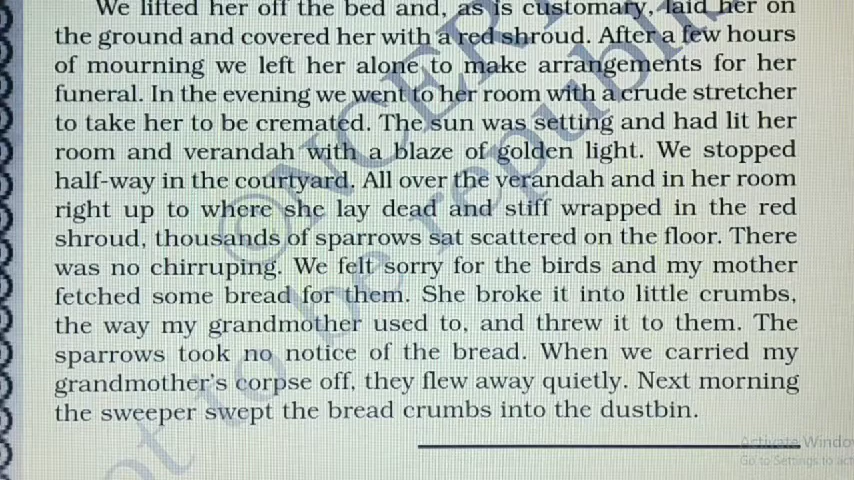 We lifted her off the bed and, as is customary, laid her on
the ground and covered her with a red shroud. After a few hours
of mourning we left her alone to make arrangements for her
funeral. In the evening we went to her room with a crude stretcher
to take her to be cremated. The sun was setting and had lit her
room and verandah with a blaze of golden light. We stopped
half-way in the courtyard. All over the verandah and in her room
right up to where she lay dead and stiff wrapped in the red
shroud, thousands of sparrows sat scattered on the floor. There
was no chirruping. We felt sorry for the birds and my mother
fetched some bread for them. She broke it into little crumbs,
the way my grandmother used to, and threw it to them. The
sparrows took no notice of the bread. When we carried my
grandmother's corpse off, they flew away quietly. Next morning
the sweeper swept the bread crumbs into the dustbin.
© NCERT
not to be republis
Activate Windo
Go to Settings to act